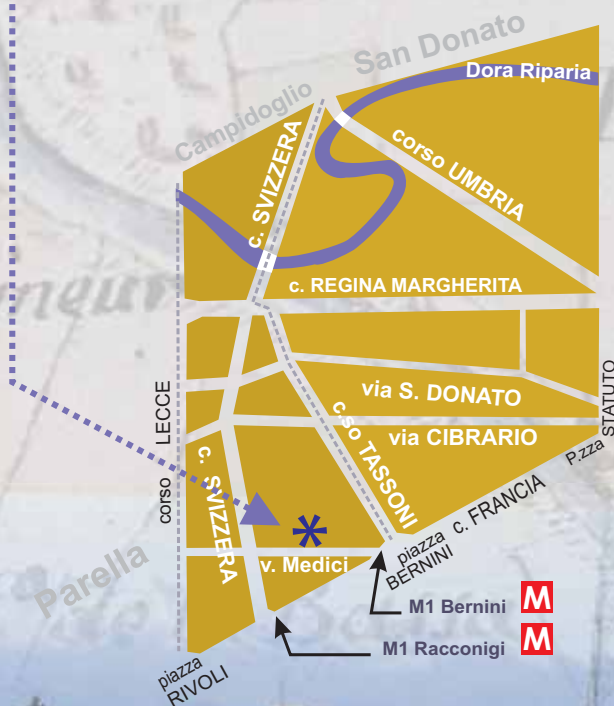 San Donato
Dora Riparia
Campidoglio
corso UMBRIA
c. SVIZZERA
c. REGINA MARGHERITA
corso LECCE
via S. DONATO
P.zza STATUTO
via CIBRARIO
c.so TASSONI
c. SVIZZERA
c. FRANCIA
piazza
BERNINI
v. Medici
Parella
M1 Bernini M
M1 Racconigi M
piazza
RIVOLI